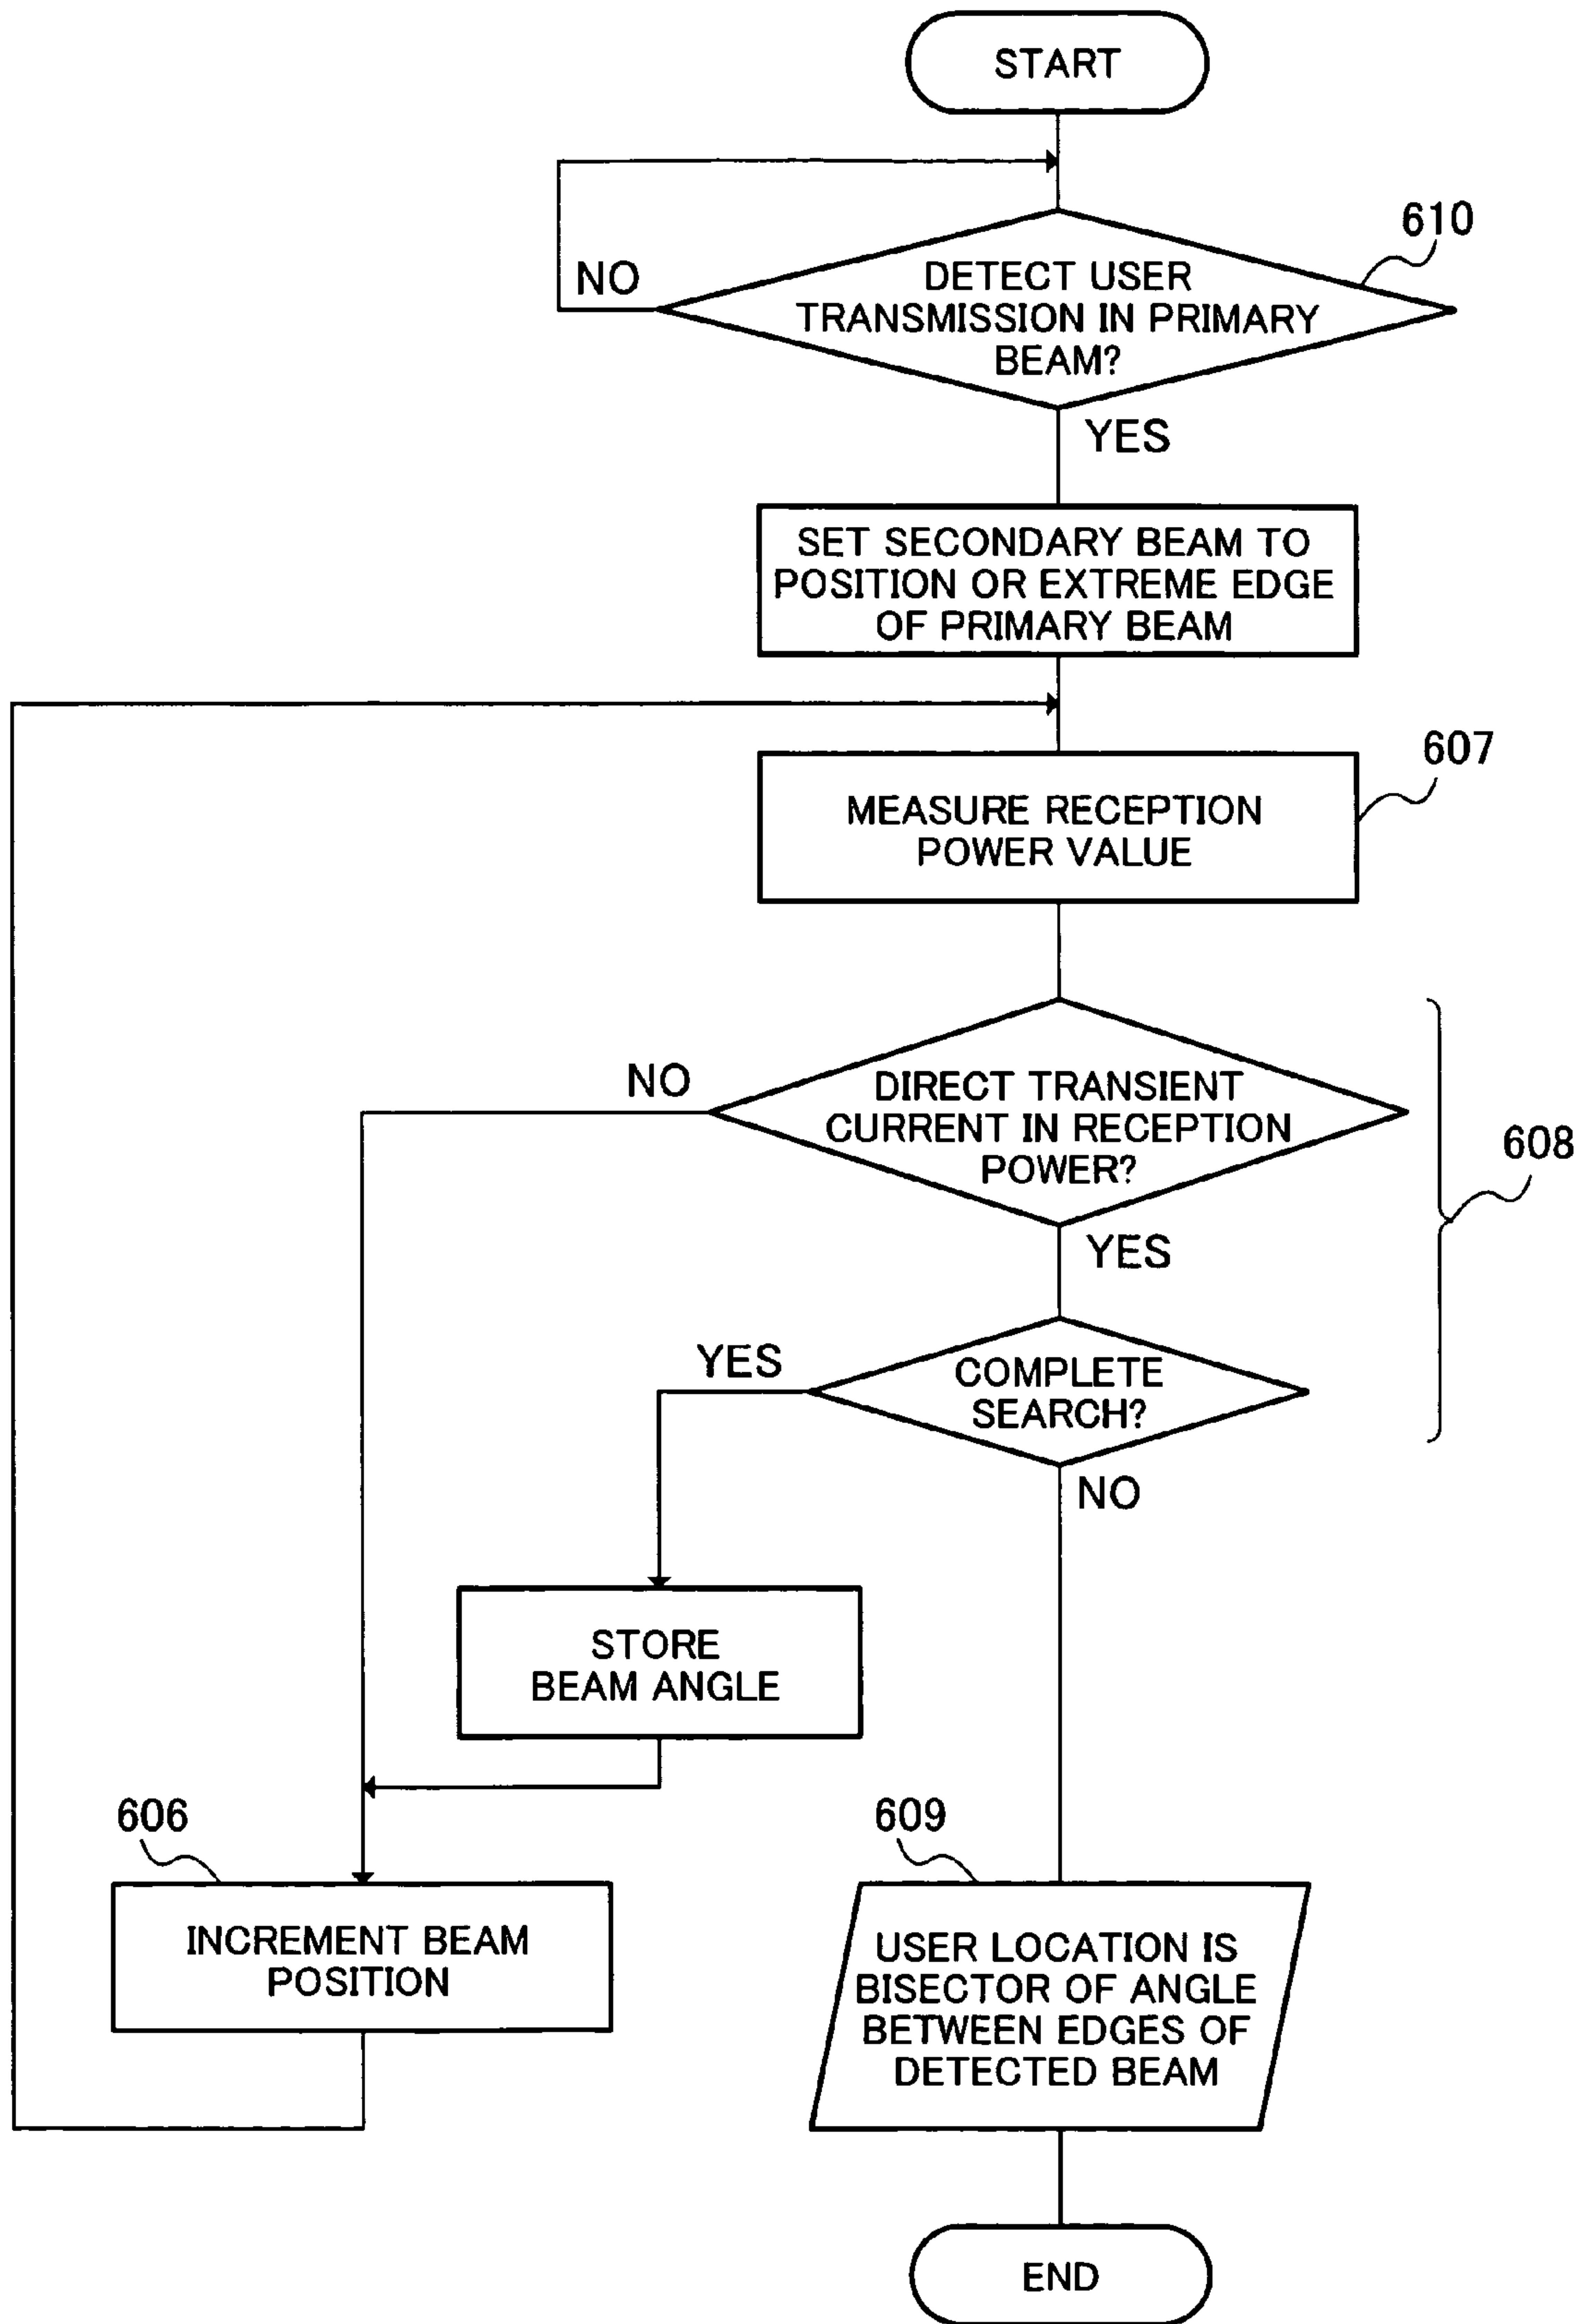 START
610
NO
DETECT USER
TRANSMISSION IN PRIMARY
BEAM?
YES
SET SECONDARY BEAM TO
POSITION OR EXTREME EDGE
OF PRIMARY BEAM
607
MEASURE RECEPTION
POWER VALUE
NO
DIRECT TRANSIENT
CURRENT IN RECEPTION
POWER?
608
YES
YES
COMPLETE
SEARCH?
NO
STORE
BEAM ANGLE
606
609
INCREMENT BEAM
POSITION
USER LOCATION IS
BISECTOR OF ANGLE
BETWEEN EDGES OF
DETECTED BEAM
END